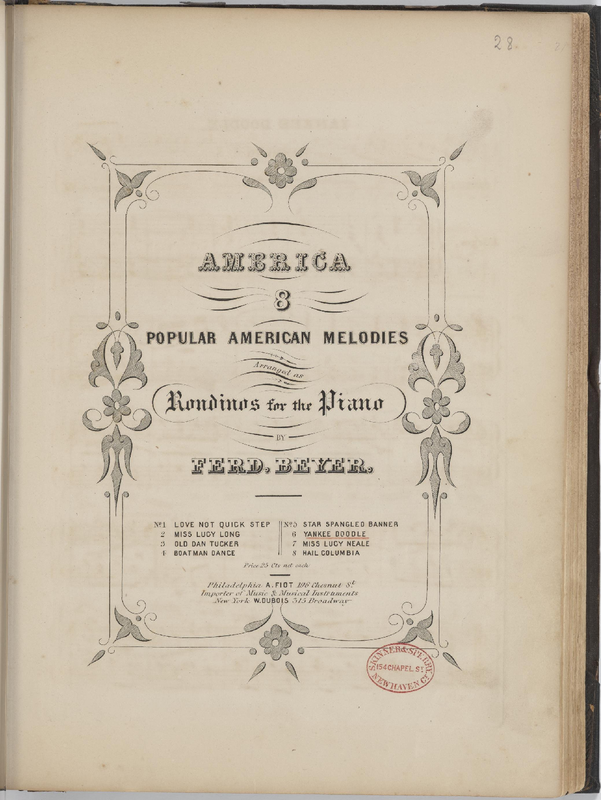 28
AMERICA
8
POPULAR AMERICAN MELODIES
Arranged as
Rondinos for the Piano
BY
FERD. BEYER.
No 1 LOVE NOT QUICK STEP
2 MISS LUCY LONG
3 OLD DAN TUCKER
4 BOATMAN DANCE
No 5 STAR SPANGLED BANNER
6 YANKEE DOODLE
7 MISS LUCY NEALE
8 HAIL COLUMBIA
Price 25 Cts net each
Philadelphia A. FIOT 196 Chesnut St.
Importer of Music & Musical Instruments
New York W. DUBOIS 315 Broadway
SKINNER & SPERRY
154 CHAPEL ST
NEW HAVEN CT.